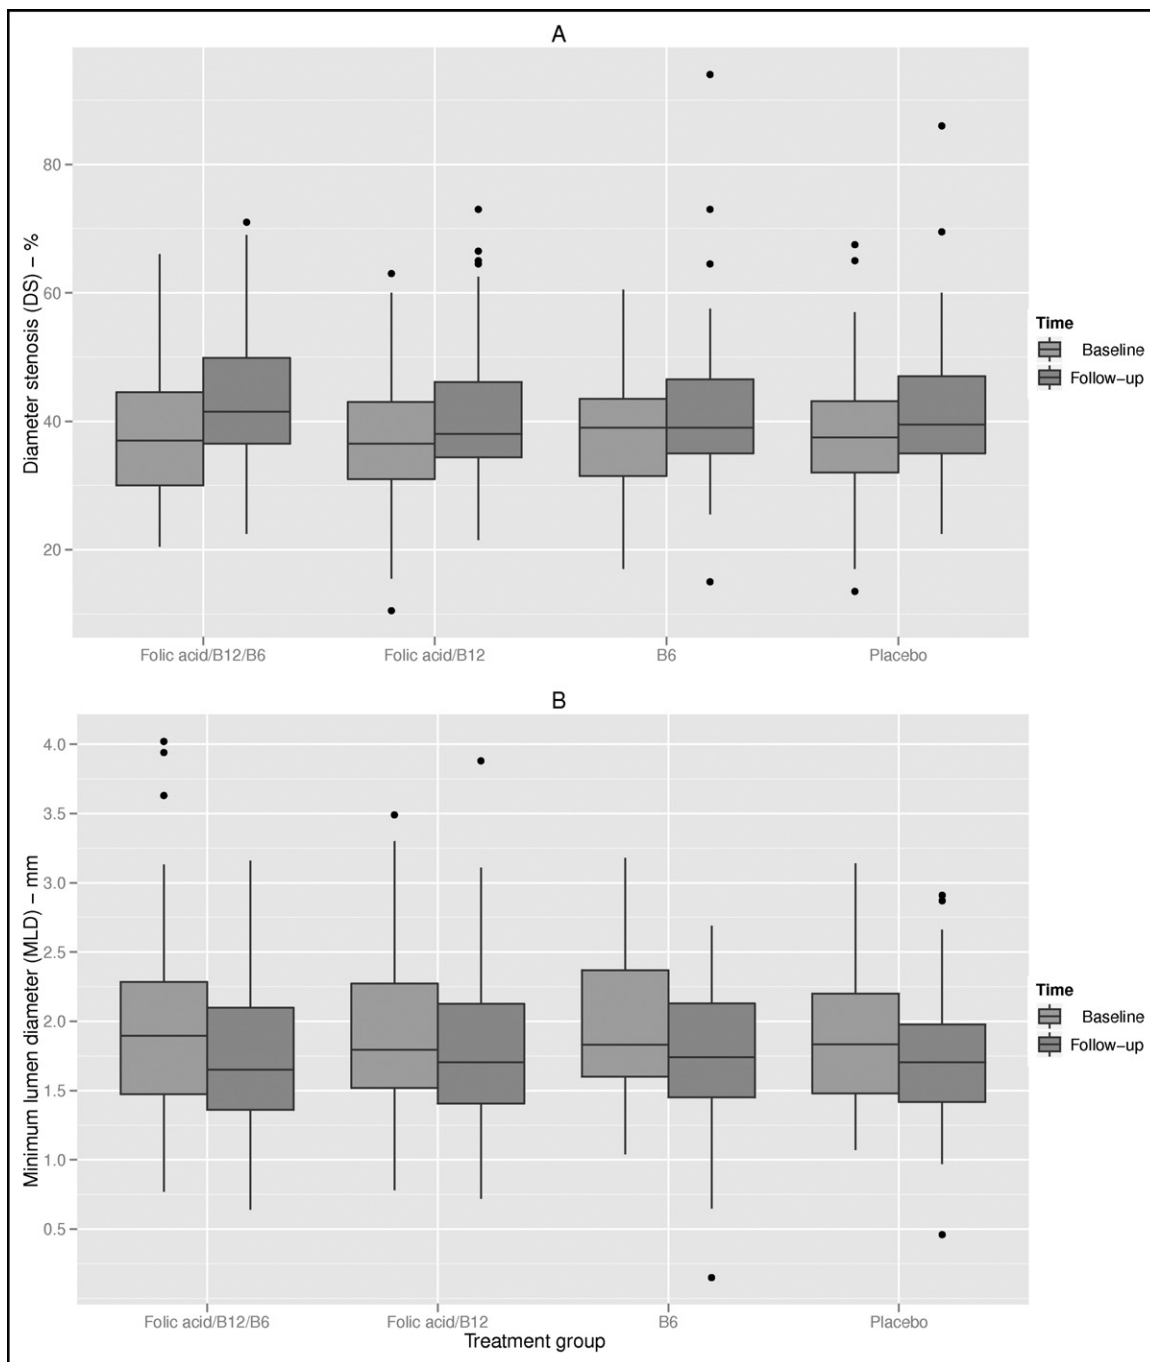 A
Diameter stenosis (DS) – %
80
60
40
20
Folic acid/B12/B6 Folic acid/B12 B6 Placebo
Time
Baseline
Follow−up
B
Minimum lumen diameter (MLD) – mm
4.0
3.5
3.0
2.5
2.0
1.5
1.0
0.5
Folic acid/B12/B6 Folic acid/B12 B6 Placebo
Treatment group
Time
Baseline
Follow−up